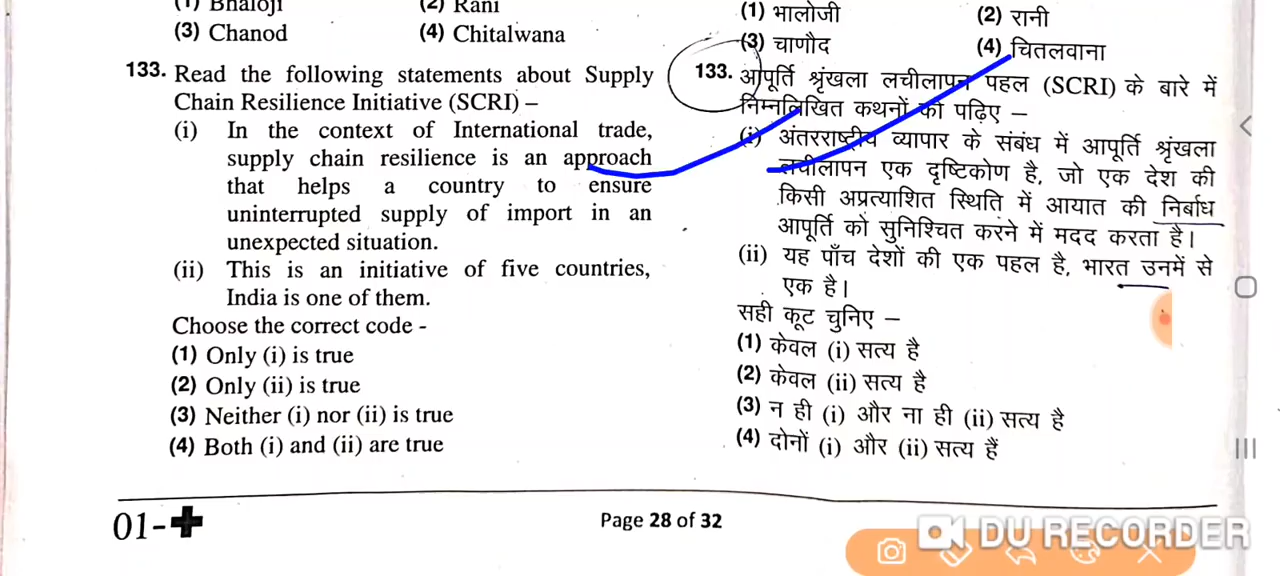 (1) Bhaloji
(2) Rani
(3) Chanod
(4) Chitalwana
133. Read the following statements about Supply
Chain Resilience Initiative (SCRI) –
(i) In the context of International trade,
supply chain resilience is an approach
that helps a country to ensure
uninterrupted supply of import in an
unexpected situation.
(ii) This is an initiative of five countries,
India is one of them.
Choose the correct code -
(1) Only (i) is true
(2) Only (ii) is true
(3) Neither (i) nor (ii) is true
(4) Both (i) and (ii) are true
(1) भालोजी
(2) रानी
(3) चाणौद
(4) चितलवाना
133. आपूर्ति श्रृंखला लचीलापन पहल (SCRI) के बारे में
निम्नलिखित कथनों को पढ़िए –
(i) अंतरराष्ट्रीय व्यापार के संबंध में आपूर्ति श्रृंखला
लचीलापन एक दृष्टिकोण है, जो एक देश की
किसी अप्रत्याशित स्थिति में आयात की निर्बाध
आपूर्ति को सुनिश्चित करने में मदद करता है।
(ii) यह पाँच देशों की एक पहल है, भारत उनमें से
एक है।
सही कूट चुनिए –
(1) केवल (i) सत्य है
(2) केवल (ii) सत्य है
(3) न ही (i) और ना ही (ii) सत्य है
(4) दोनों (i) और (ii) सत्य हैं
01-+
Page 28 of 32
DU RECORDER